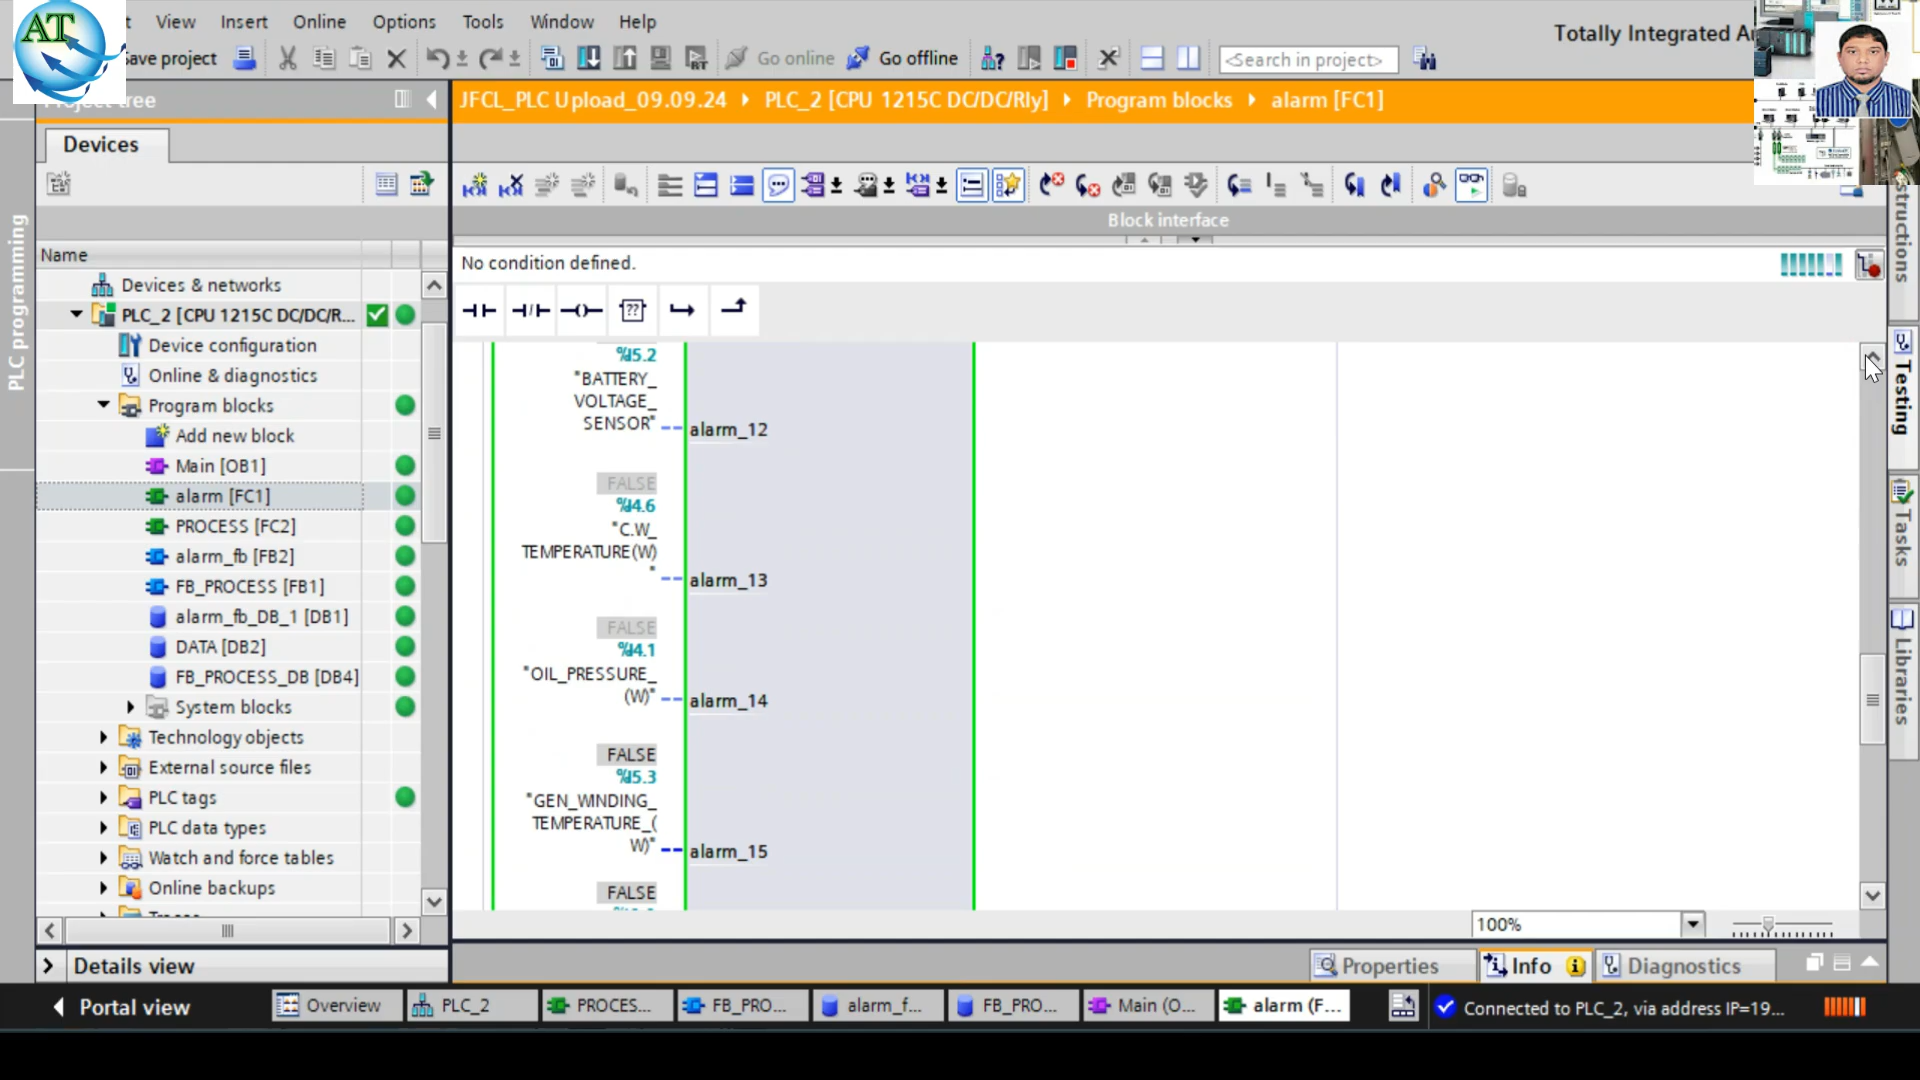 AT
View Insert Online Options Tools Window Help
Totally Integrated Au
ave project
Go online
Go offline
<Search in project>
Project tree
JFCL_PLC Upload_09.09.24 PLC_2 [CPU 1215C DC/DC/Rly] Program blocks alarm [FC1]
Devices
Block interface
Name
No condition defined.
Devices & networks
PLC_2 [CPU 1215C DC/DC/R...
Device configuration
Online & diagnostics
Program blocks
Add new block
Main [OB1]
alarm [FC1]
PROCESS [FC2]
alarm_fb [FB2]
FB_PROCESS [FB1]
alarm_fb_DB_1 [DB1]
DATA [DB2]
FB_PROCESS_DB [DB4]
System blocks
Technology objects
External source files
PLC tags
PLC data types
Watch and force tables
Online backups
??
%I5.2
"BATTERY_
VOLTAGE_
SENSOR"
alarm_12
FALSE
%I4.6
"C.W_
TEMPERATURE(W)
"
alarm_13
FALSE
%I4.1
"OIL_PRESSURE_
(W)"
alarm_14
FALSE
%I5.3
"GEN_WINDING_
TEMPERATURE_(
W)"
alarm_15
FALSE
100%
PLC programming
structions
Testing
Tasks
Libraries
Details view
Properties
Info
Diagnostics
Portal view
Overview
PLC_2
PROCES...
FB_PRO...
alarm_f...
FB_PRO...
Main (O...
alarm (F...
Connected to PLC_2, via address IP=19...